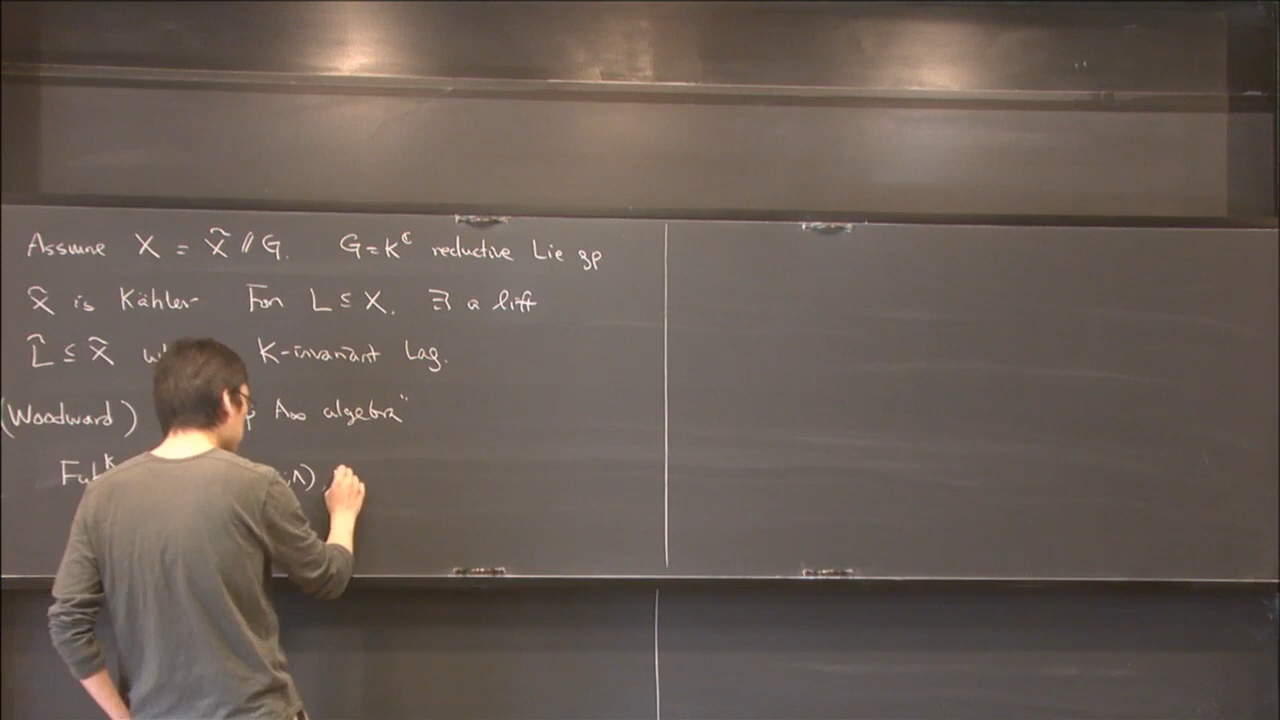 Assume X = X̃ // G. G = K^ℂ reductive Lie gp
X̃ is Kähler. For L ⊆ X, ∃ a lift
L̃ ⊆ X̃ K-invariant Lag.
(Woodward) A∞ algebra"
Fuk^K ;Λ)